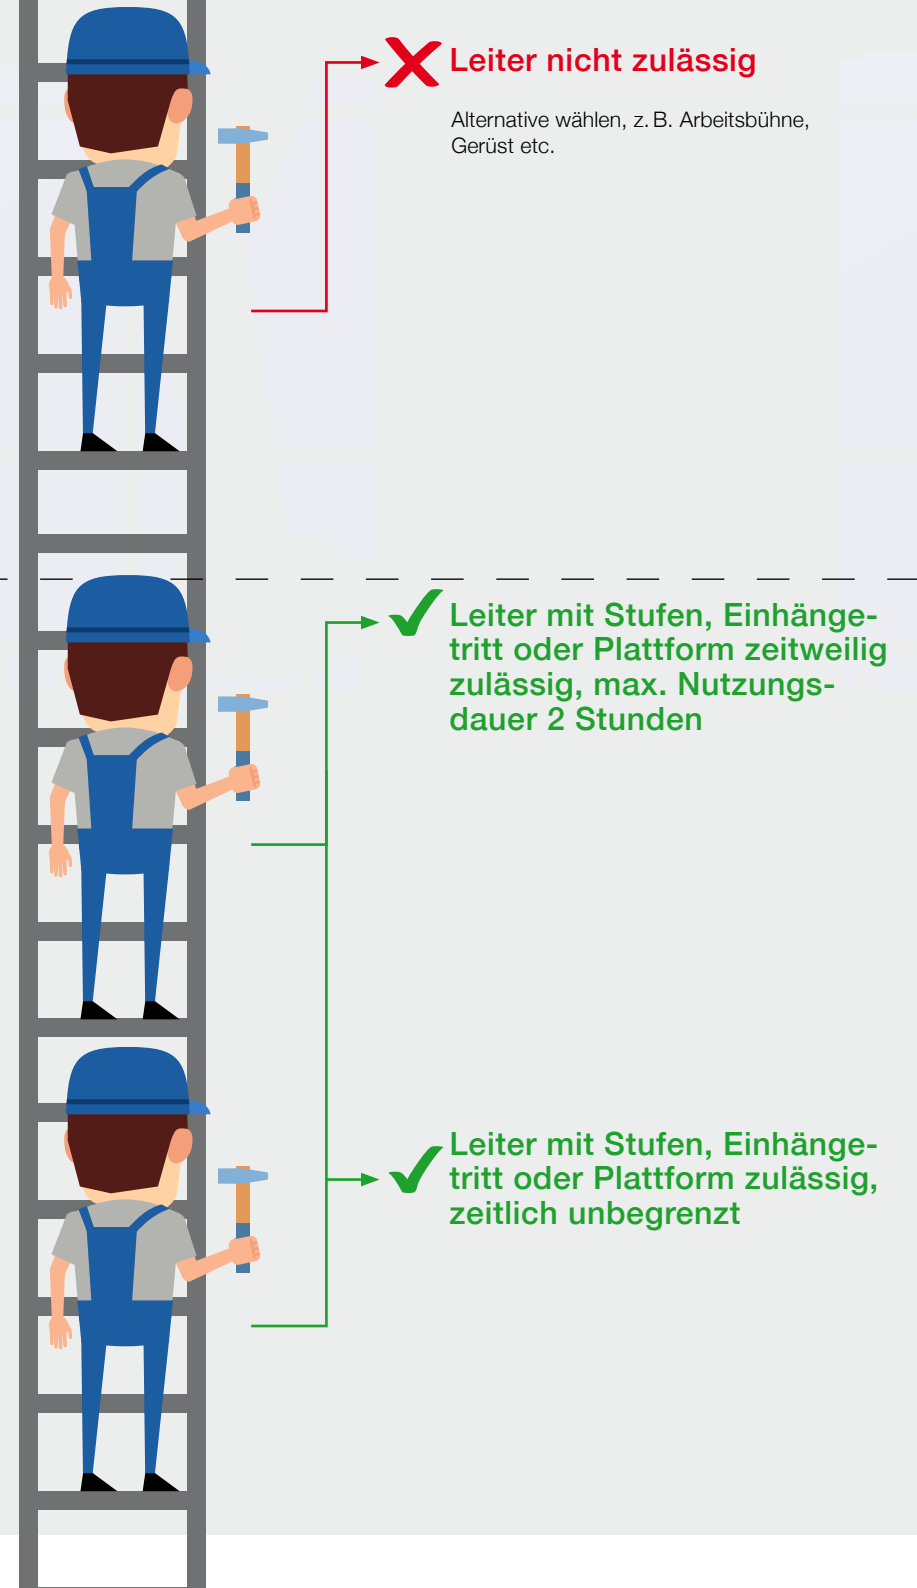 Leiter nicht zulässig
Alternative wählen, z. B. Arbeitsbühne,
Gerüst etc.
Leiter mit Stufen, Einhänge-
tritt oder Plattform zeitweilig
zulässig, max. Nutzungs-
dauer 2 Stunden
Leiter mit Stufen, Einhänge-
tritt oder Plattform zulässig,
zeitlich unbegrenzt